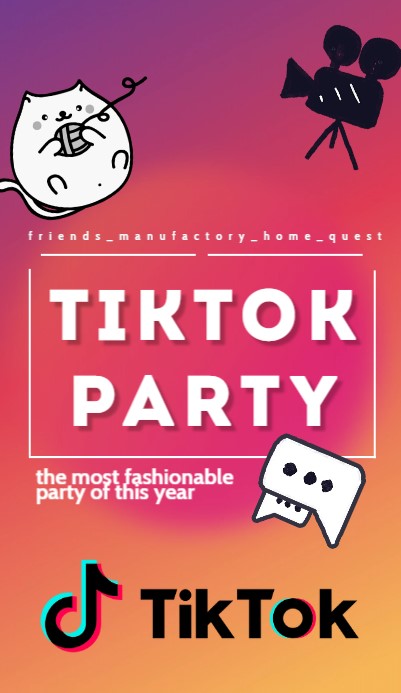 friends_manufactory_home_quest
TIKTOK
PARTY
the most fashionable
party of this year
TikTok